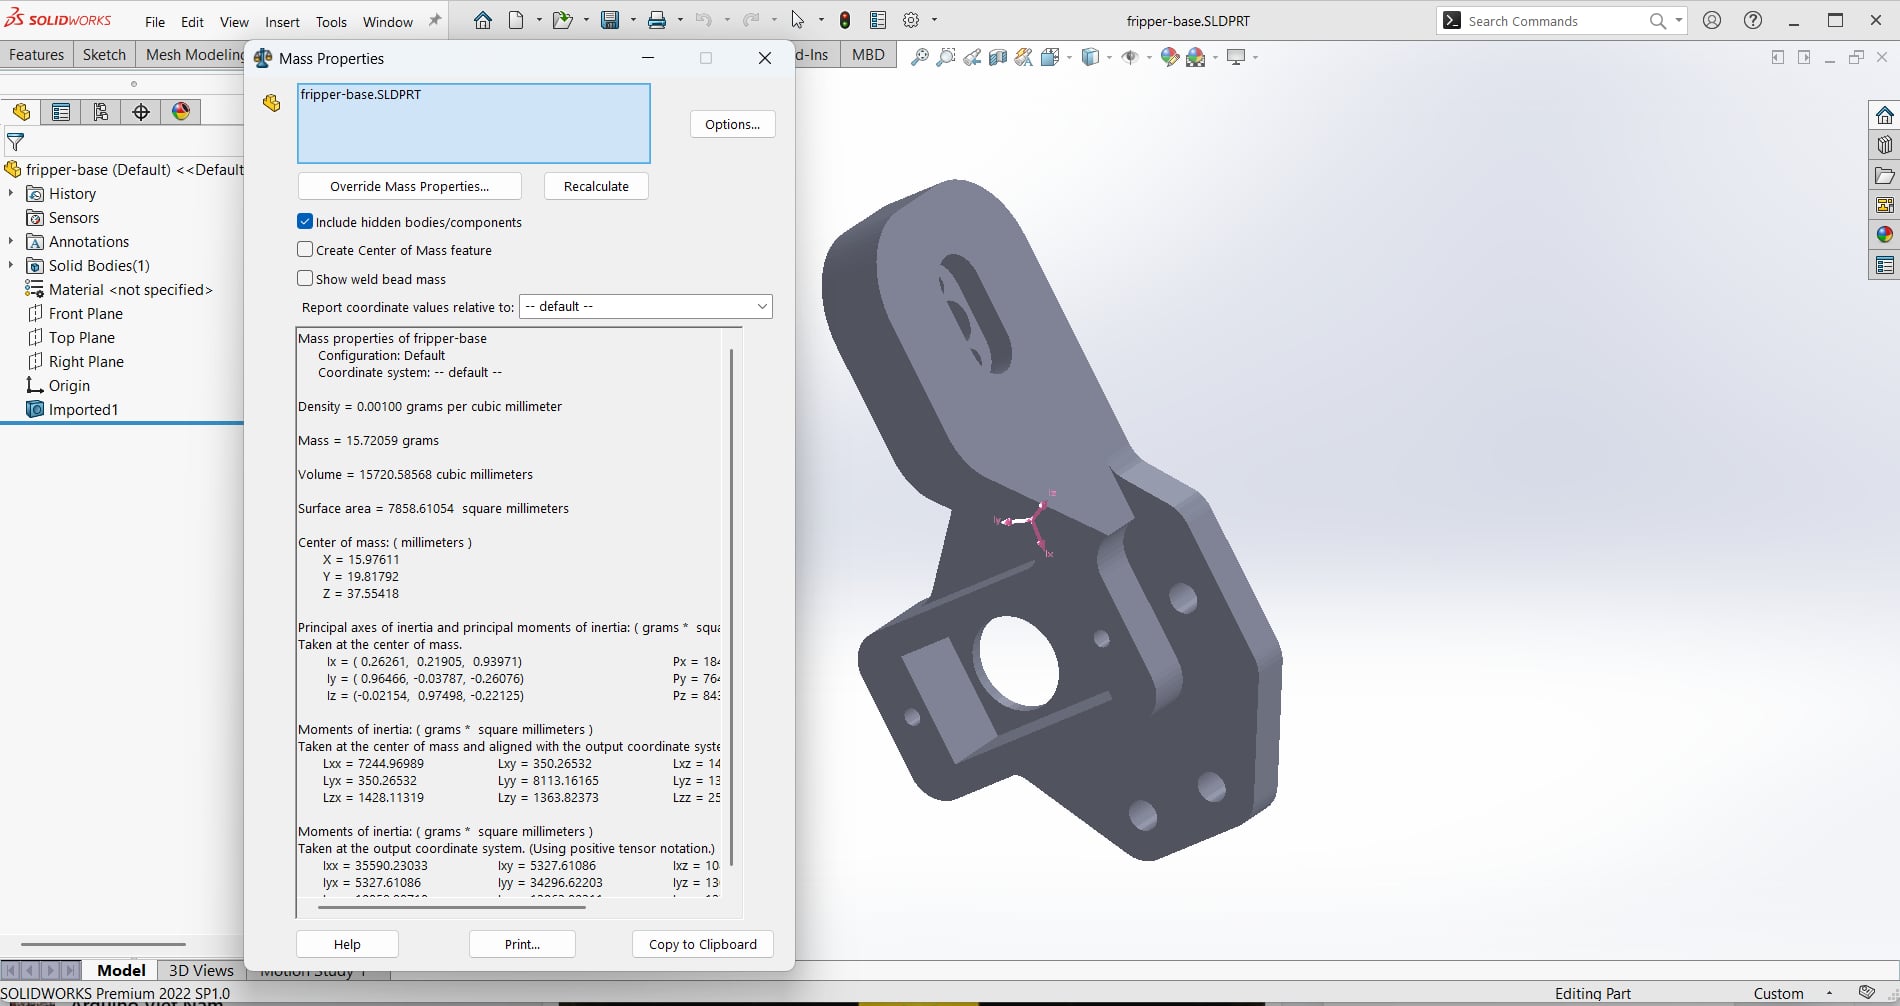 SOLIDWORKS File Edit View Insert Tools Window fripper-base.SLDPRT Search Commands
Features Sketch Mesh Modeling d-Ins MBD
Mass Properties
fripper-base.SLDPRT
Options...
Override Mass Properties... Recalculate
Include hidden bodies/components
Create Center of Mass feature
Show weld bead mass
Report coordinate values relative to: -- default --
fripper-base (Default) <<Default
History
Sensors
Annotations
Solid Bodies(1)
Material <not specified>
Front Plane
Top Plane
Right Plane
Origin
Imported1
Mass properties of fripper-base
Configuration: Default
Coordinate system: -- default --
Density = 0.00100 grams per cubic millimeter
Mass = 15.72059 grams
Volume = 15720.58568 cubic millimeters
Surface area = 7858.61054 square millimeters
Center of mass: ( millimeters )
X = 15.97611
Y = 19.81792
Z = 37.55418
Principal axes of inertia and principal moments of inertia: ( grams * squa
Taken at the center of mass.
Ix = ( 0.26261, 0.21905, 0.93971) Px = 184
Iy = ( 0.96466, -0.03787, -0.26076) Py = 764
Iz = (-0.02154, 0.97498, -0.22125) Pz = 843
Moments of inertia: ( grams * square millimeters )
Taken at the center of mass and aligned with the output coordinate syste
Lxx = 7244.96989 Lxy = 350.26532 Lxz = 14
Lyx = 350.26532 Lyy = 8113.16165 Lyz = 13
Lzx = 1428.11319 Lzy = 1363.82373 Lzz = 25
Moments of inertia: ( grams * square millimeters )
Taken at the output coordinate system. (Using positive tensor notation.)
Ixx = 35590.23033 Ixy = 5327.61086 Ixz = 10
Iyx = 5327.61086 Iyy = 34296.62203 Iyz = 13
Help Print... Copy to Clipboard
Iz
Iy
Ix
Model 3D Views Motion Study 1
SOLIDWORKS Premium 2022 SP1.0 Editing Part Custom